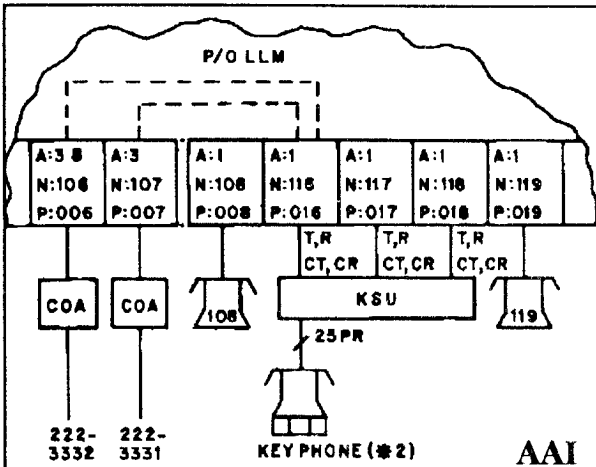 P/O LLM
A:3 8 A:3 A:1 A:1 A:1 A:1 A:1
N:106 N:107 N:108 N:116 N:117 N:118 N:119
P:006 P:007 P:008 P:016 P:017 P:018 P:019
T,R T,R T,R
CT,CR CT,CR CT,CR
COA COA 108 KSU 119
25PR
222-3332
222-3331
KEY PHONE (※2)
AAI